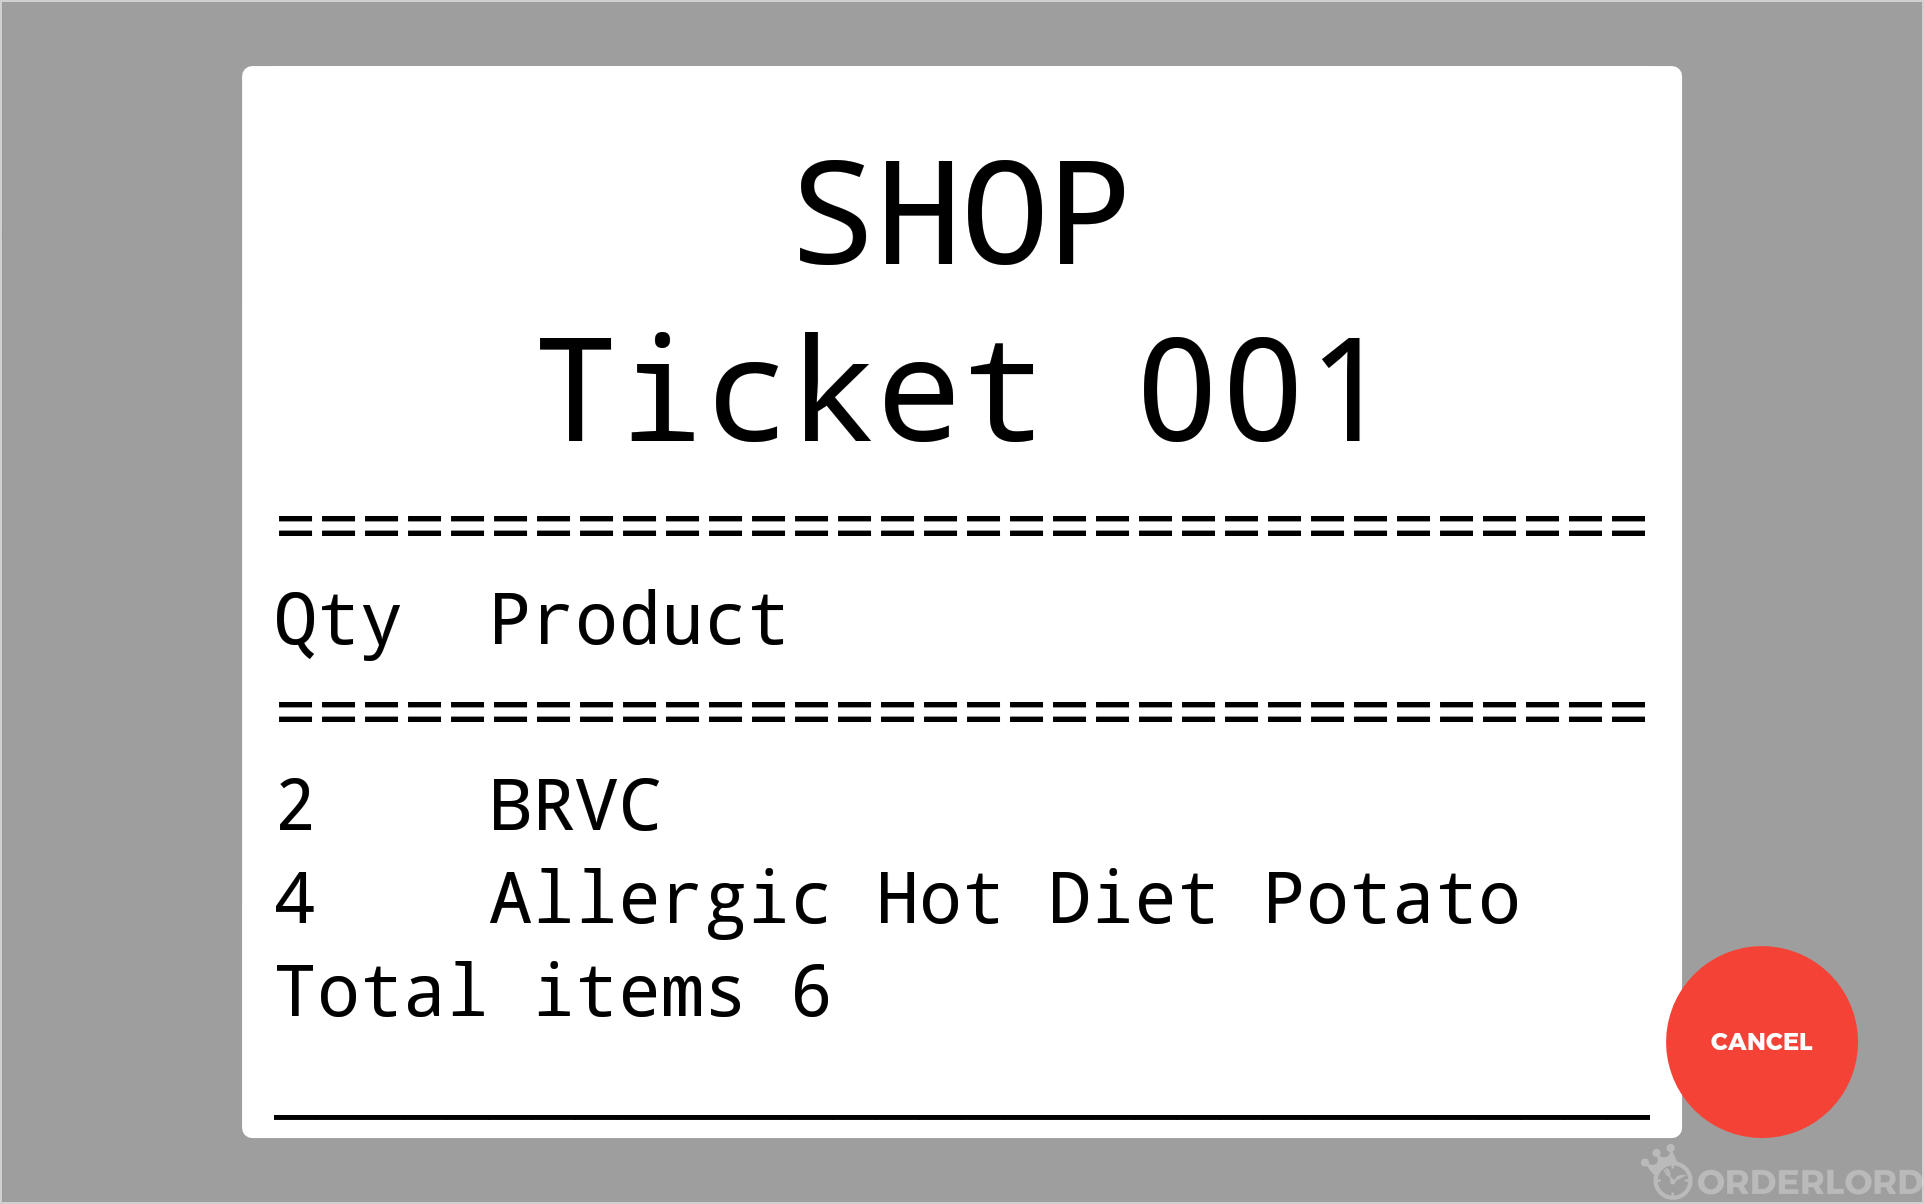 SHOP
Ticket 001
================================
Qty  Product
================================
2    BRVC
4    Allergic Hot Diet Potato
Total items 6
CANCEL
ORDERLORD